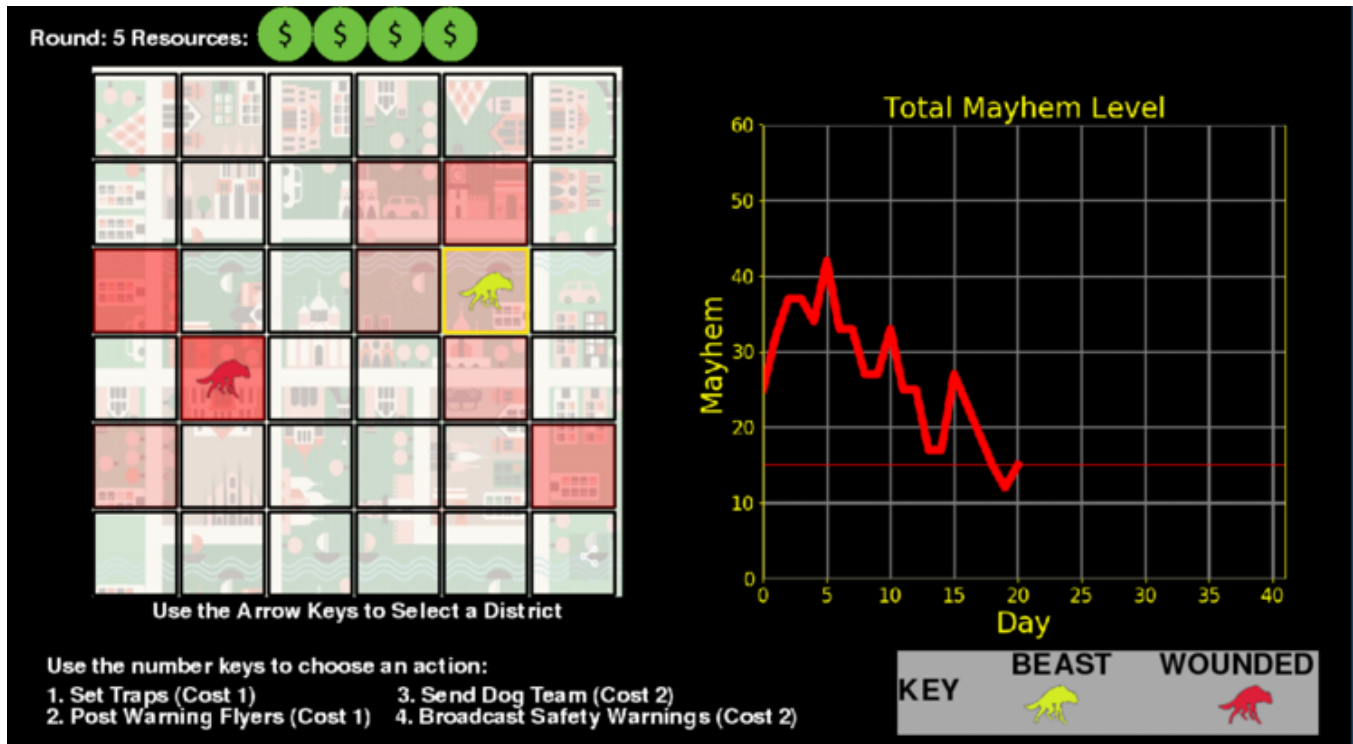 Round: 5 Resources: $ $ $ $
Total Mayhem Level
60
50
40
30
20
10
0
Mayhem
0 5 10 15 20 25 30 35 40
Day
Use the Arrow Keys to Select a District
Use the number keys to choose an action:
1. Set Traps (Cost 1) 3. Send Dog Team (Cost 2)
2. Post Warning Flyers (Cost 1) 4. Broadcast Safety Warnings (Cost 2)
KEY BEAST WOUNDED